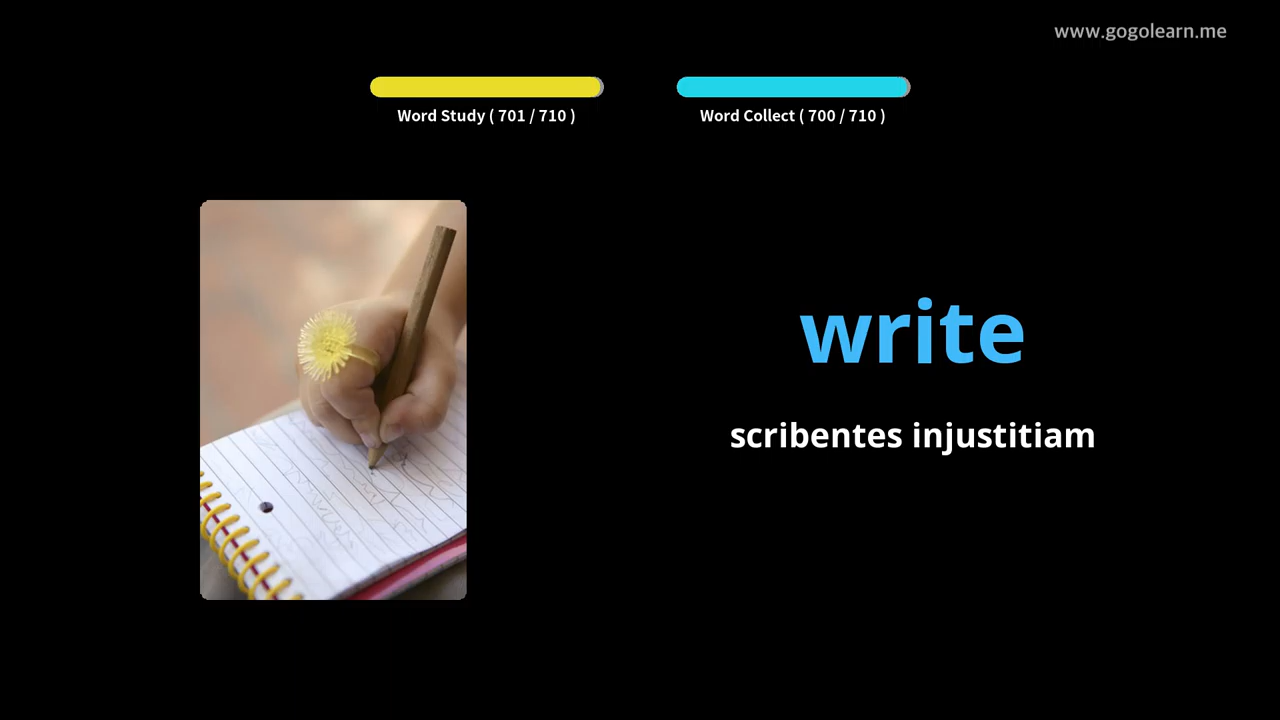 www.gogolearn.me
Word Study ( 701 / 710 )
Word Collect ( 700 / 710 )
write
scribentes injustitiam